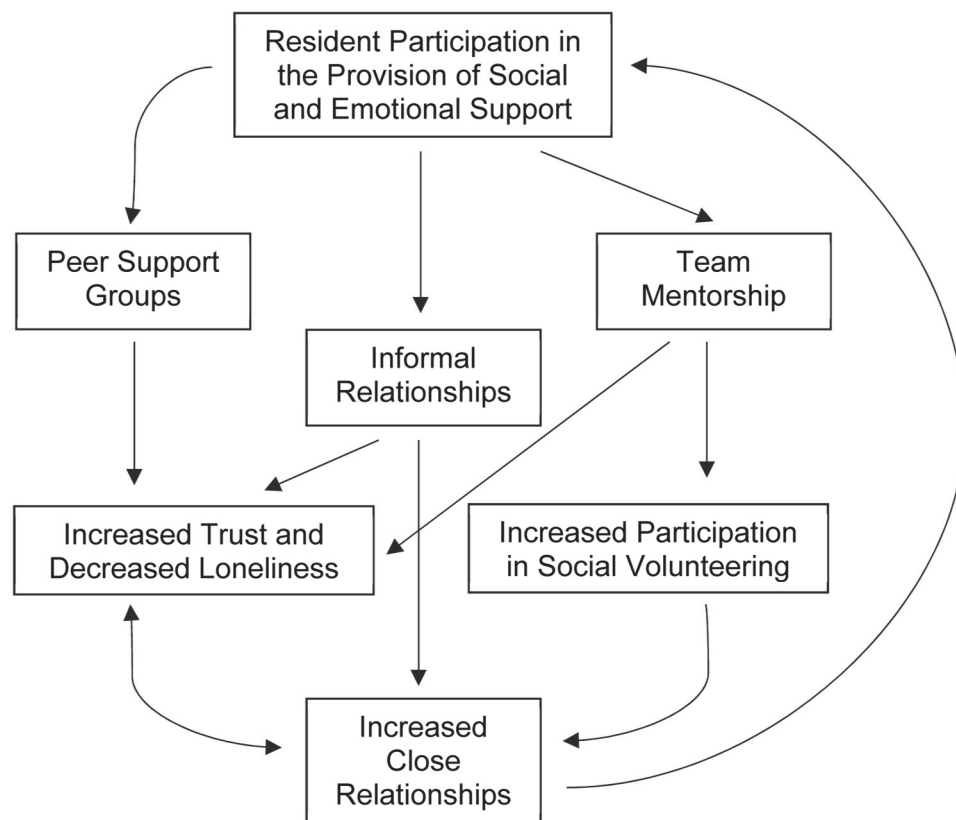 Resident Participation in
the Provision of Social
and Emotional Support
Peer Support
Groups
Team
Mentorship
Informal
Relationships
Increased Trust and
Decreased Loneliness
Increased Participation
in Social Volunteering
Increased
Close
Relationships